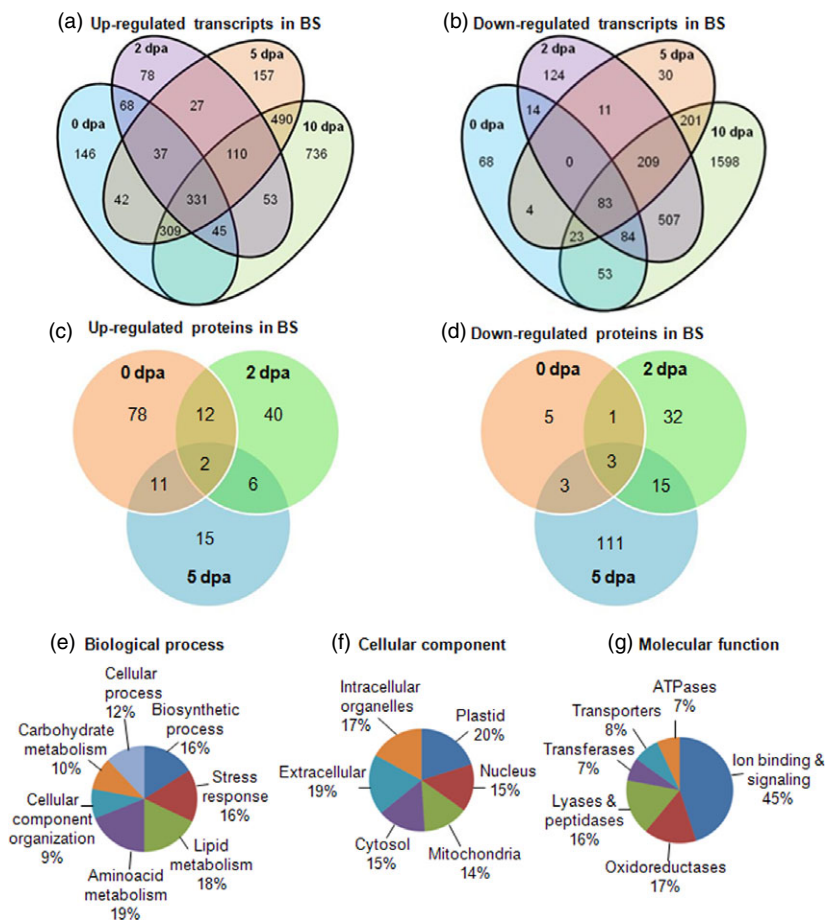 (a) Up-regulated transcripts in BS
2 dpa
5 dpa
78
157
0 dpa
68
27
490
10 dpa
146
37
110
736
42
331
53
309
45
(b) Down-regulated transcripts in BS
2 dpa
5 dpa
124
30
0 dpa
14
11
201
10 dpa
68
0
209
1598
4
83
507
23
84
53
(c) Up-regulated proteins in BS
0 dpa
2 dpa
78
12
40
2
11
6
15
5 dpa
(d) Down-regulated proteins in BS
0 dpa
2 dpa
5
1
32
3
3
15
111
5 dpa
(e) Biological process
Cellular
process
12%
Biosynthetic
process
16%
Carbohydrate
metabolism
10%
Stress
response
16%
Cellular
component
organization
9%
Lipid
metabolism
18%
Aminoacid
metabolism
19%
(f) Cellular component
Intracellular
organelles
17%
Plastid
20%
Extracellular
19%
Nucleus
15%
Cytosol
15%
Mitochondria
14%
(g) Molecular function
ATPases
7%
Transporters
8%
Transferases
7%
Ion binding &
signaling
45%
Lyases &
peptidases
16%
Oxidoreductases
17%